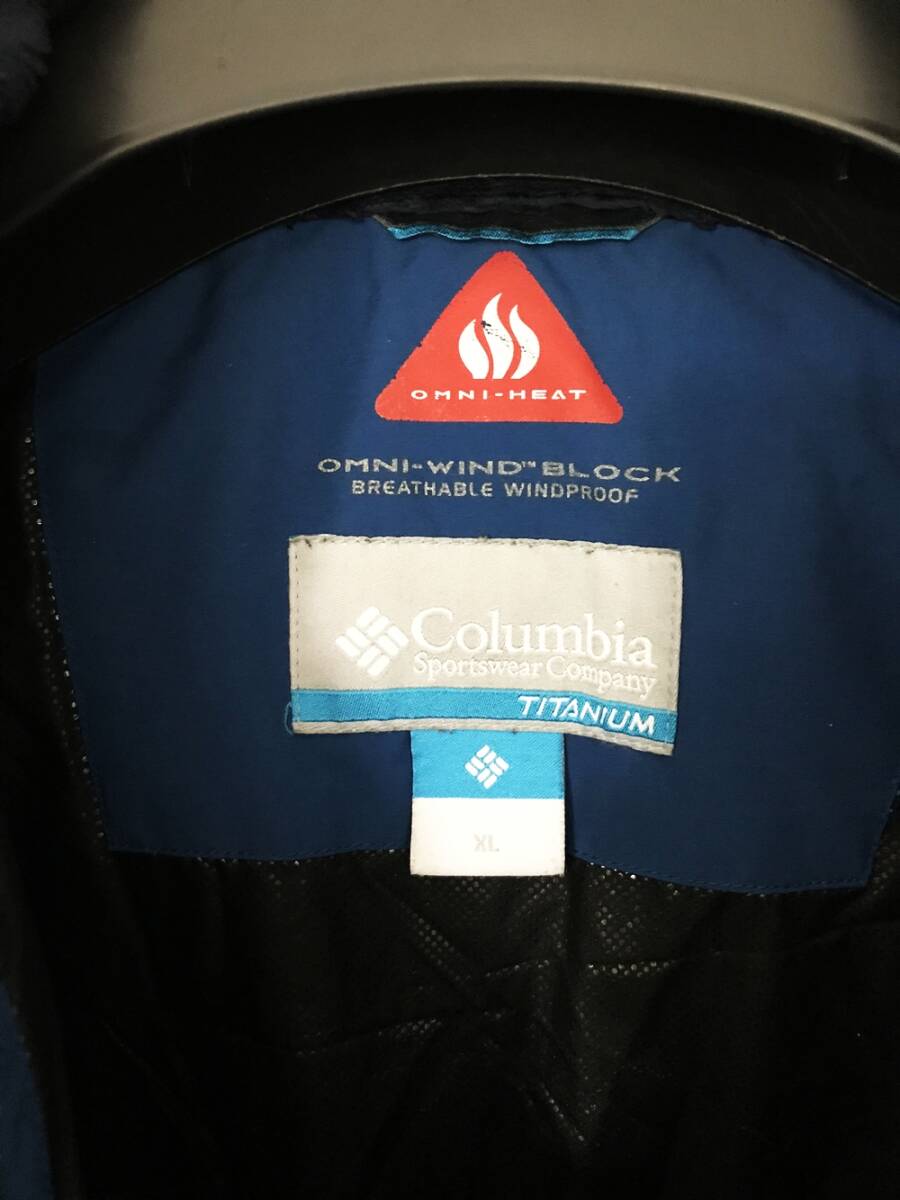 OMNI-HEAT
OMNI-WIND™ BLOCK
BREATHABLE WINDPROOF
Columbia
Sportswear Company
TITANIUM
XL